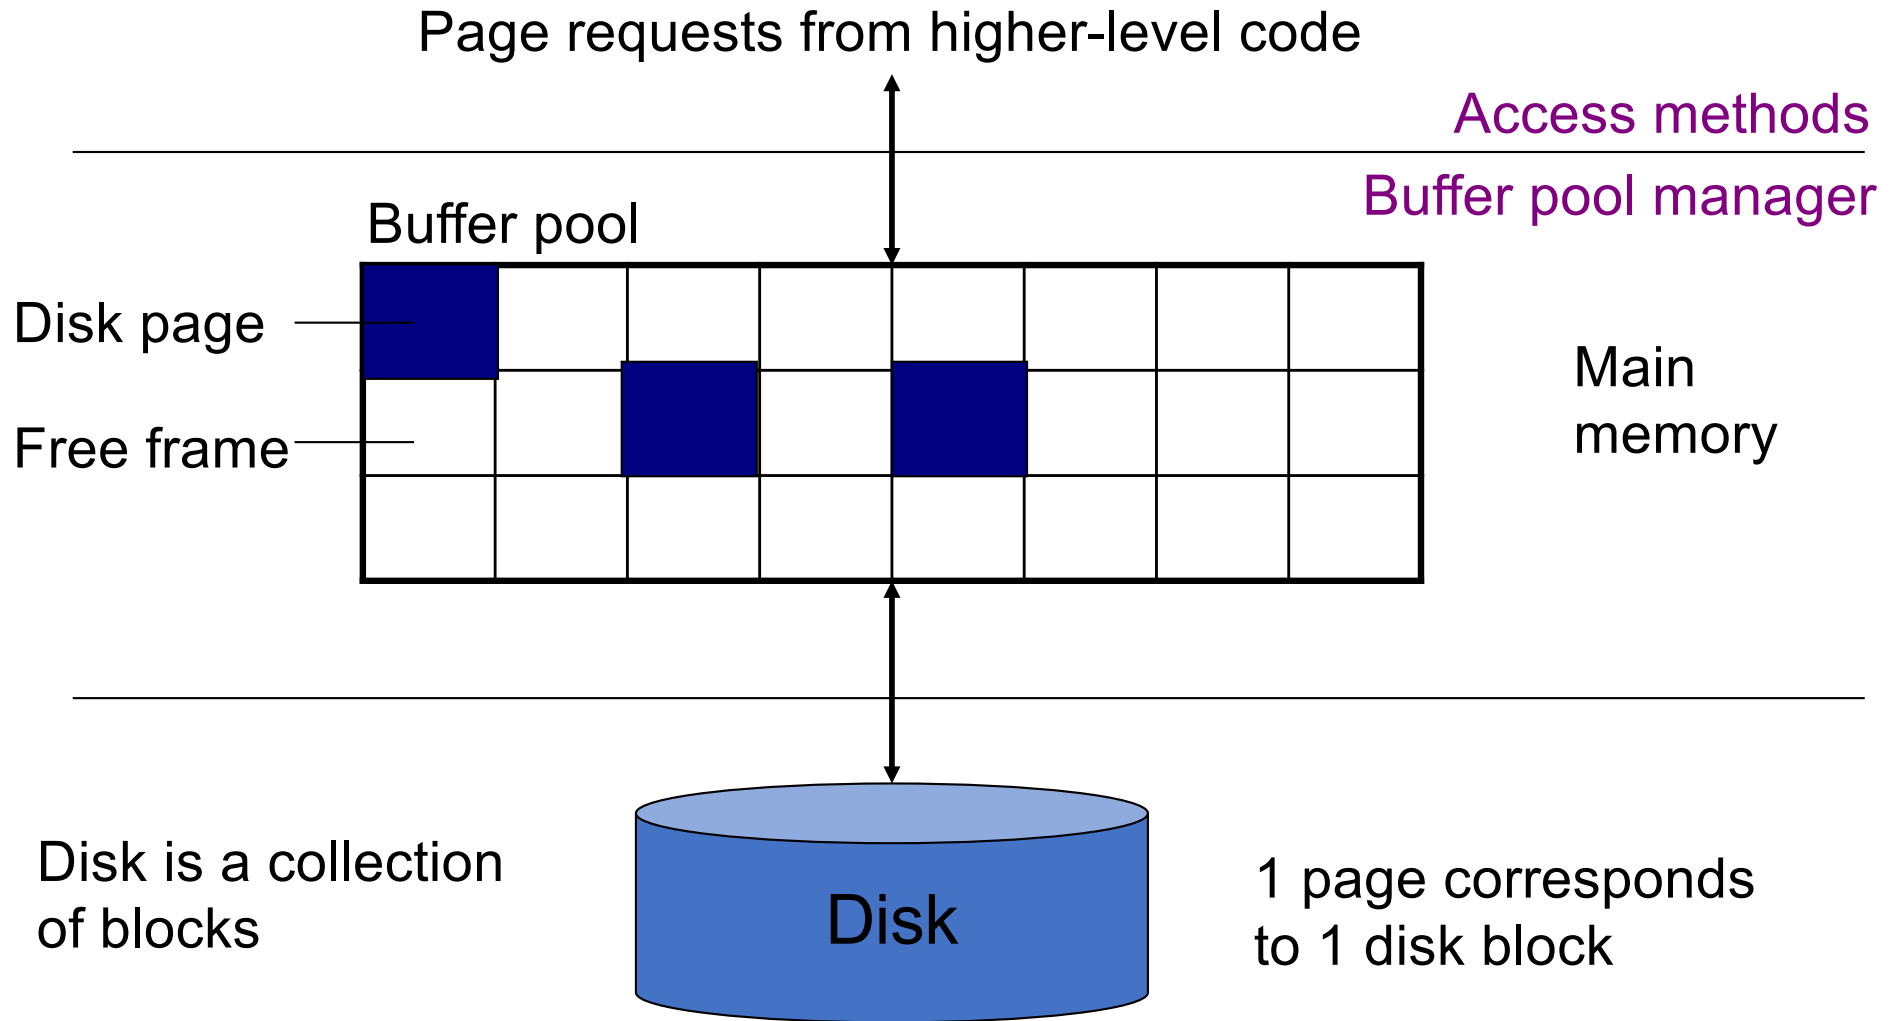 Page requests from higher-level code
Access methods
Buffer pool manager
Buffer pool
Disk page
Free frame
Main
memory
Disk is a collection
of blocks
Disk
1 page corresponds
to 1 disk block